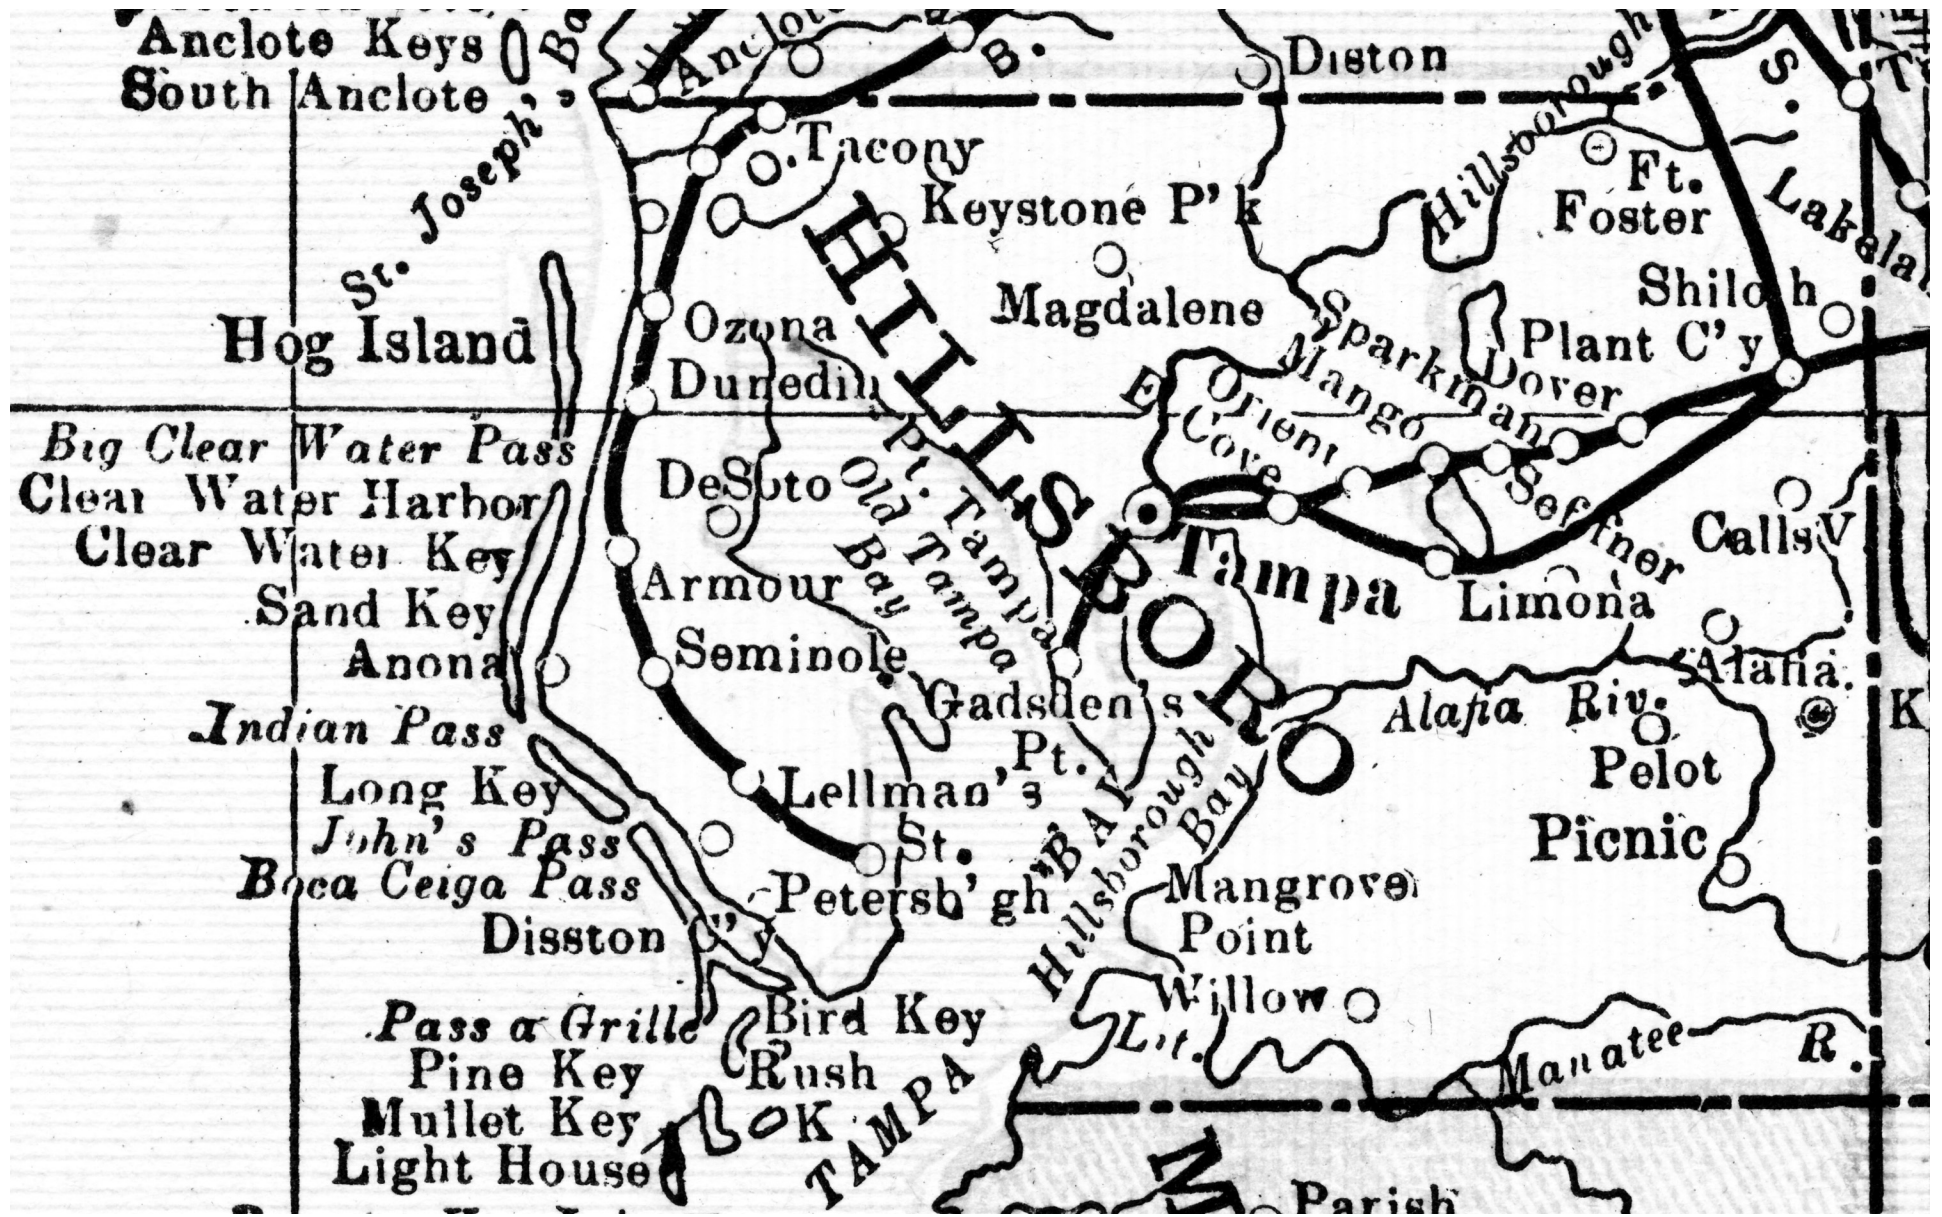 Anclote Keys
South Anclote
St. Joseph's
Anclote
B.
Diston
S.
Hillsborough
Tacony
O.
Keystone P'k
Ft.
Foster
Magdalene
Shiloh
Hog Island
Ozona
Dunedin
Plant C'y
Sparkman
Dover
Mango
Orient
E. Cove
Big Clear Water Pass
Clear Water Harbor
Clear Water Key
Sand Key
Anona
Indian Pass
Long Key
John's Pass
Boca Ceiga Pass
Disston C'y
Pass a Grille
Pine Key
Mullet Key
Light House
DeSoto
Pt. Tampa
Old Tampa
Bay
HILLSBORO
Seffner
Calls V
Armour
Tampa
Limona
Seminole
Alafia
Gadsden's
Pt.
Alafia Riv.
K
Pelot
Picnic
Lellman's
St.
Petersb'gh
BAY
Hillsborough
Bay
Mangrove
Point
Willow
Bird Key
Rush
K
TAMPA
Lit.
Manatee R.
M
Parish